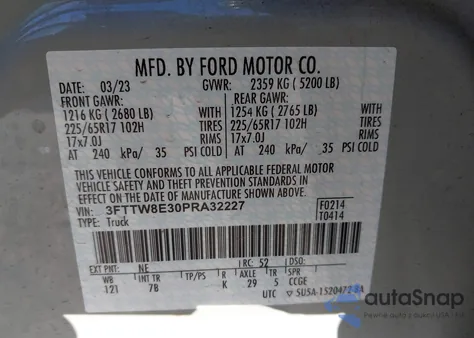 MFD. BY FORD MOTOR CO.
DATE: 03/23 GVWR: 2359 KG ( 5200 LB)
FRONT GAWR: REAR GAWR:
1216 KG ( 2680 LB) WITH 1254 KG ( 2765 LB) WITH
225/65R17 102H TIRES 225/65R17 102H TIRES
17x7.0J RIMS 17x7.0J RIMS
AT 240 kPa/ 35 PSI COLD AT 240 kPa/ 35 PSI COLD
THIS VEHICLE CONFORMS TO ALL APPLICABLE FEDERAL MOTOR
VEHICLE SAFETY AND THEFT PREVENTION STANDARDS IN
EFFECT ON THE DATE OF MANUFACTURE SHOWN ABOVE.
VIN: 3FTTW8E30PRA32227 F0214
TYPE: Truck T0414
EXT PNT: NE RC: 52 DSO:
WB INT TR TP/PS R AXLE TR SPR
121 7B K 29 5 CCGE
UTC
autoSnap